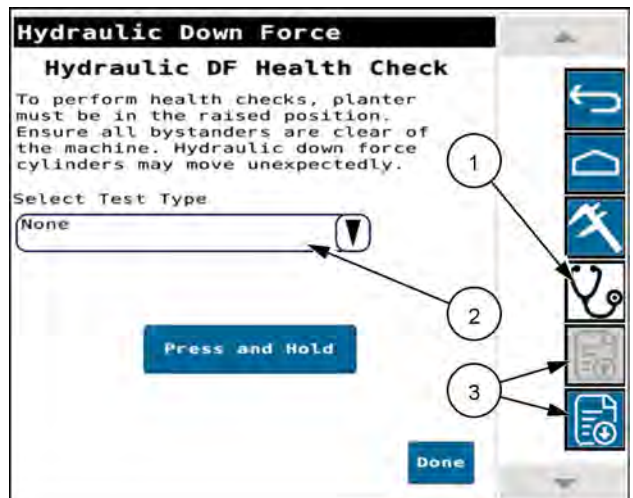 Hydraulic Down Force
Hydraulic DF Health Check
To perform health checks, planter
must be in the raised position.
Ensure all bystanders are clear of
the machine. Hydraulic down force
cylinders may move unexpectedly.
Select Test Type
None
Press and Hold
Done
1
2
3